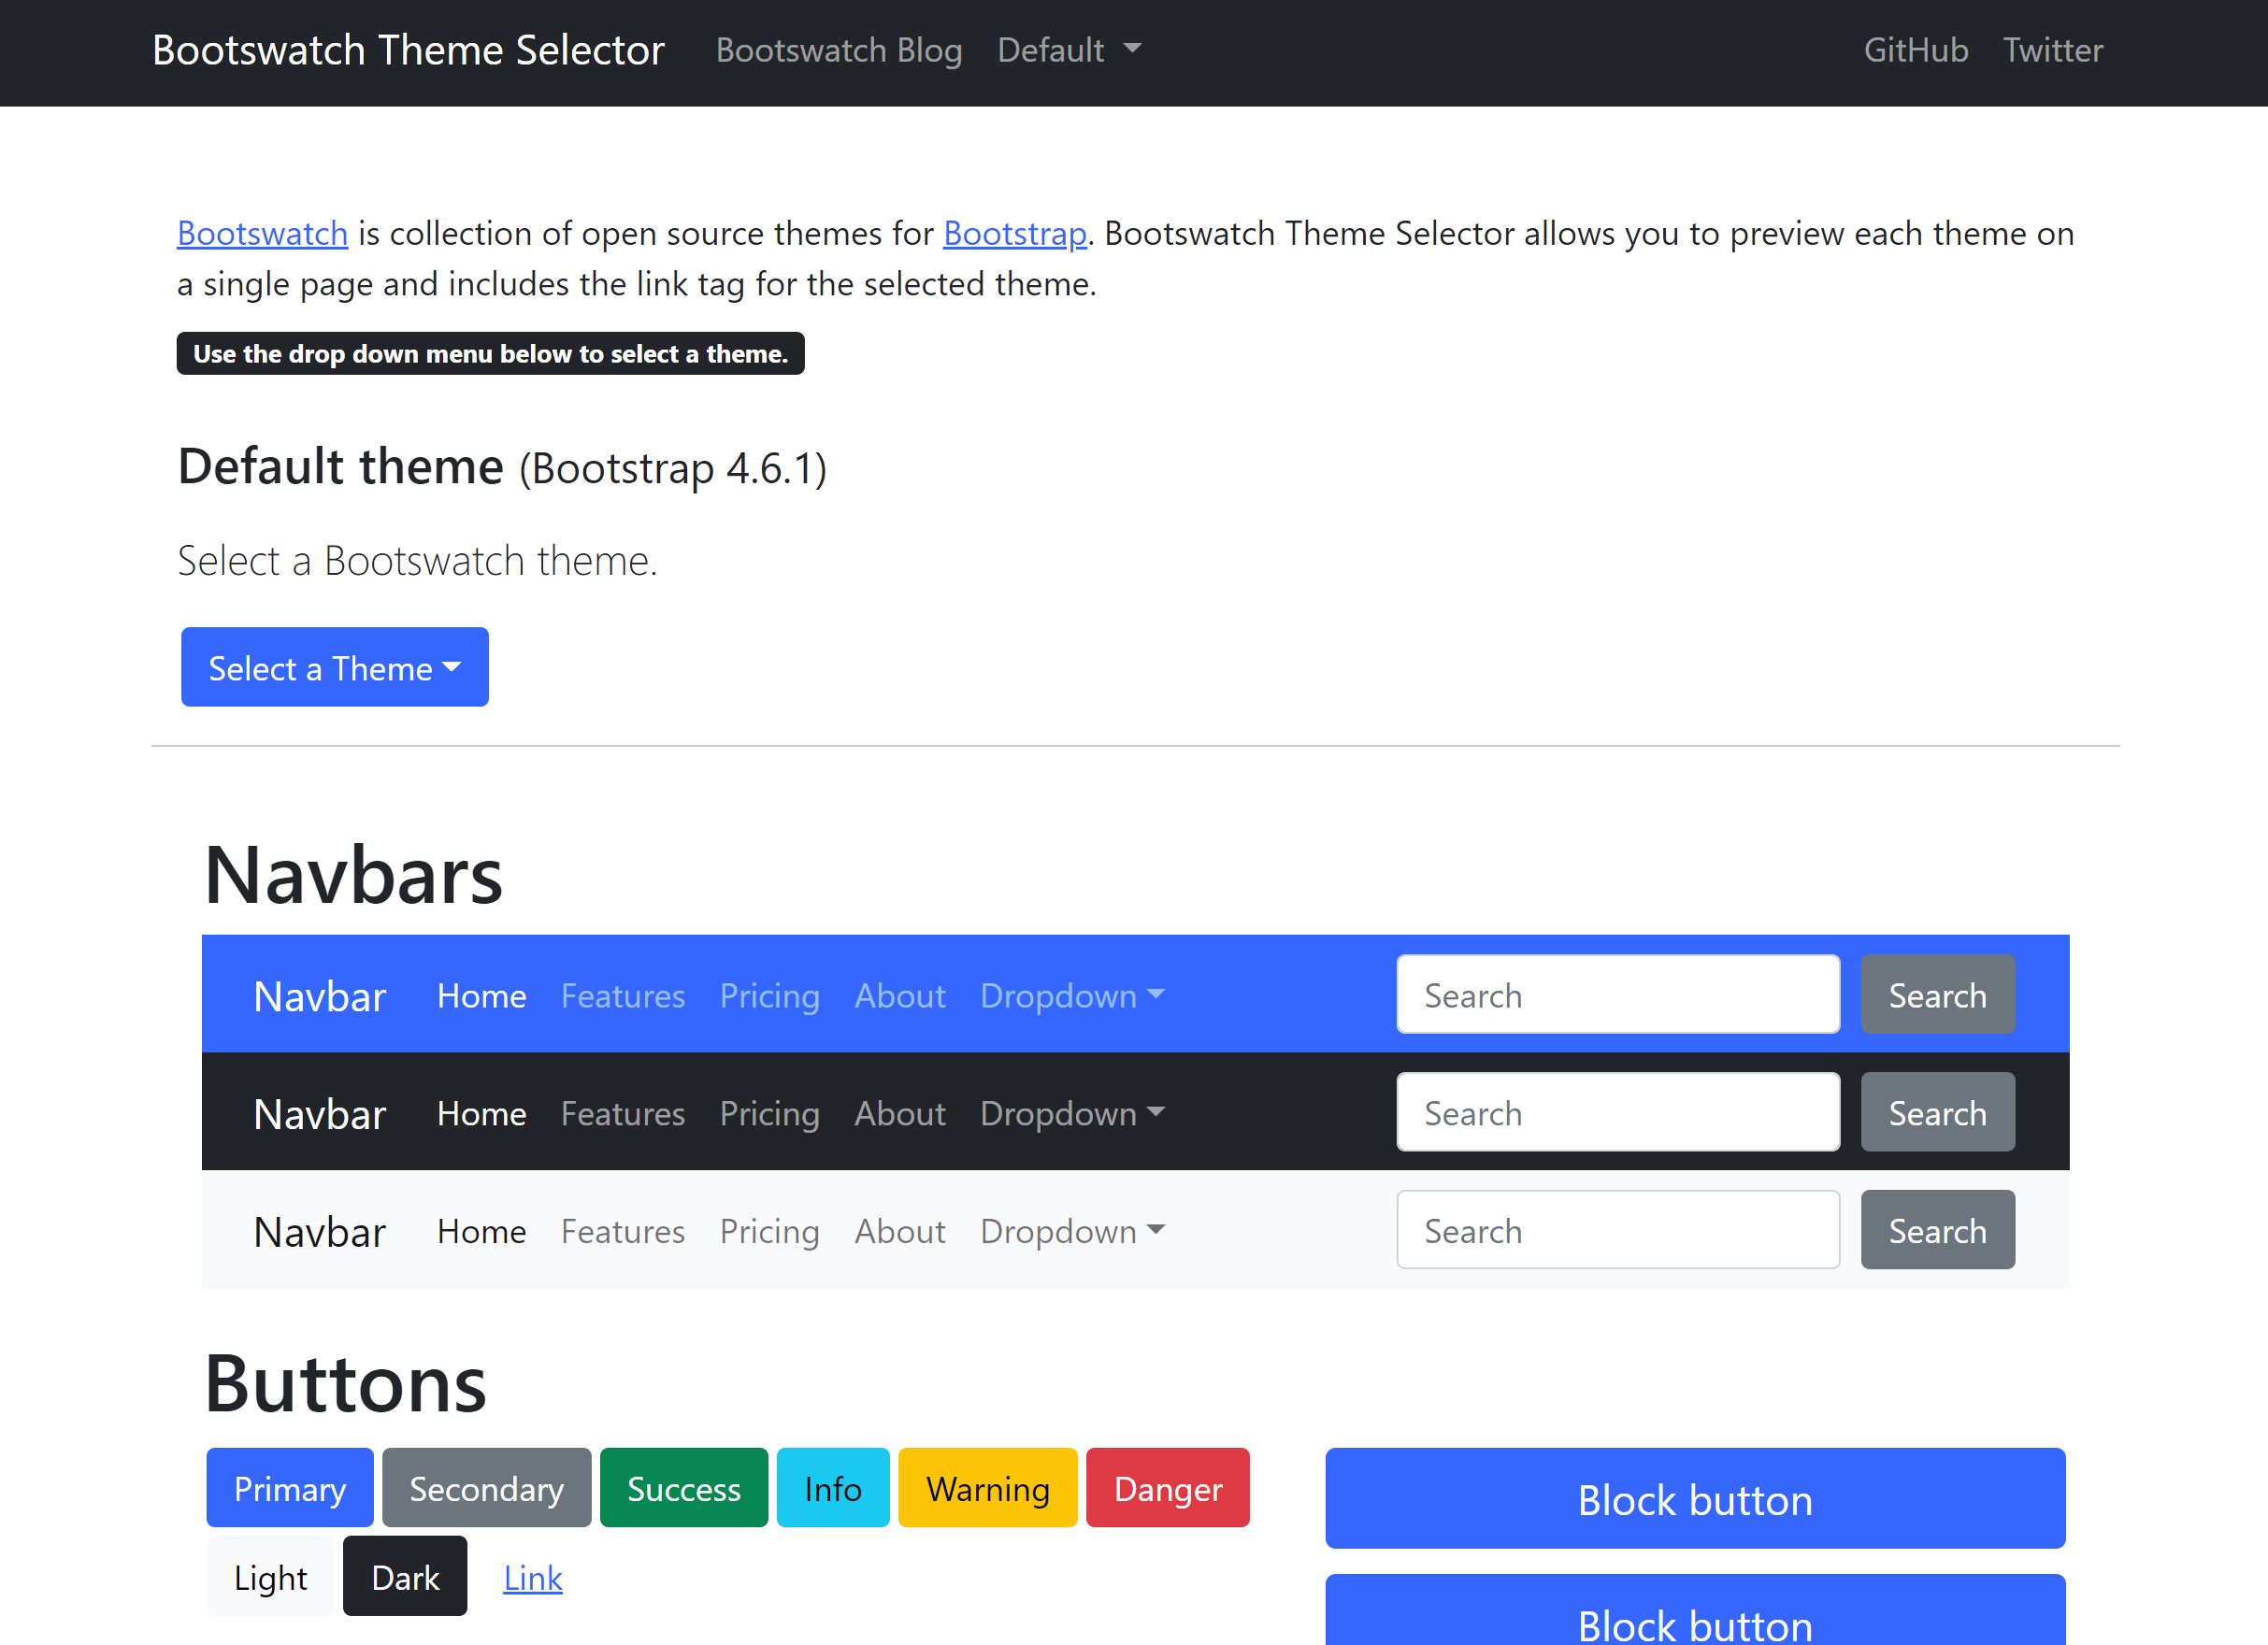 Bootswatch Theme Selector Bootswatch Blog Default GitHub Twitter
Bootswatch is collection of open source themes for Bootstrap. Bootswatch Theme Selector allows you to preview each theme on
a single page and includes the link tag for the selected theme.
Use the drop down menu below to select a theme.
Default theme (Bootstrap 4.6.1)
Select a Bootswatch theme.
Select a Theme
Navbars
Navbar Home Features Pricing About Dropdown Search Search
Navbar Home Features Pricing About Dropdown Search Search
Navbar Home Features Pricing About Dropdown Search Search
Buttons
Primary Secondary Success Info Warning Danger
Block button
Light Dark Link
Block button